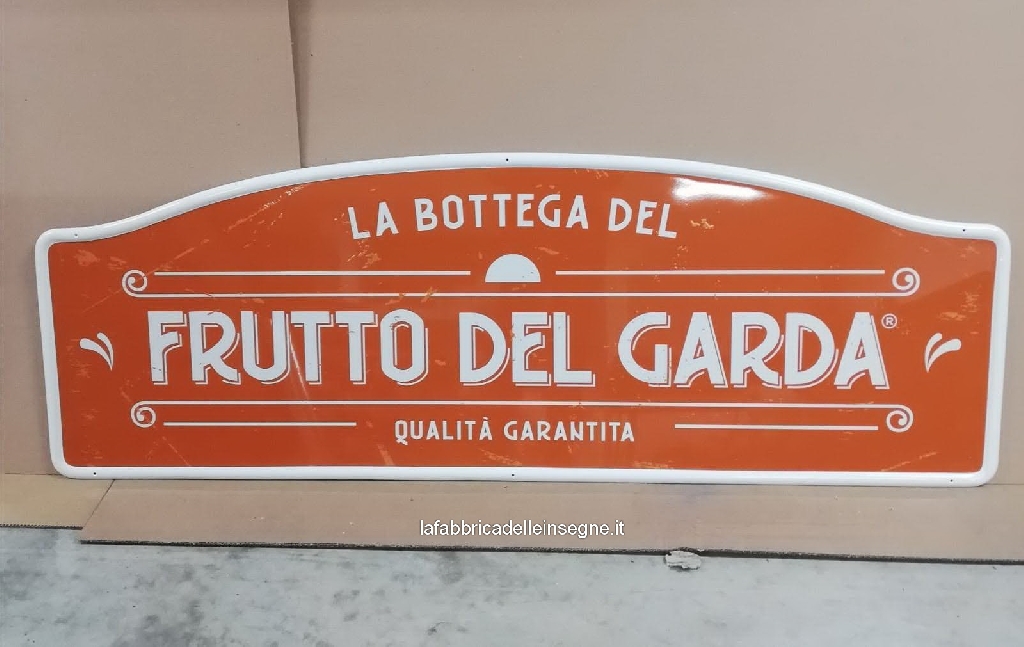 LA BOTTEGA DEL
FRUTTO DEL GARDA®
QUALITÀ GARANTITA
lafabbricadelleinsegne.it